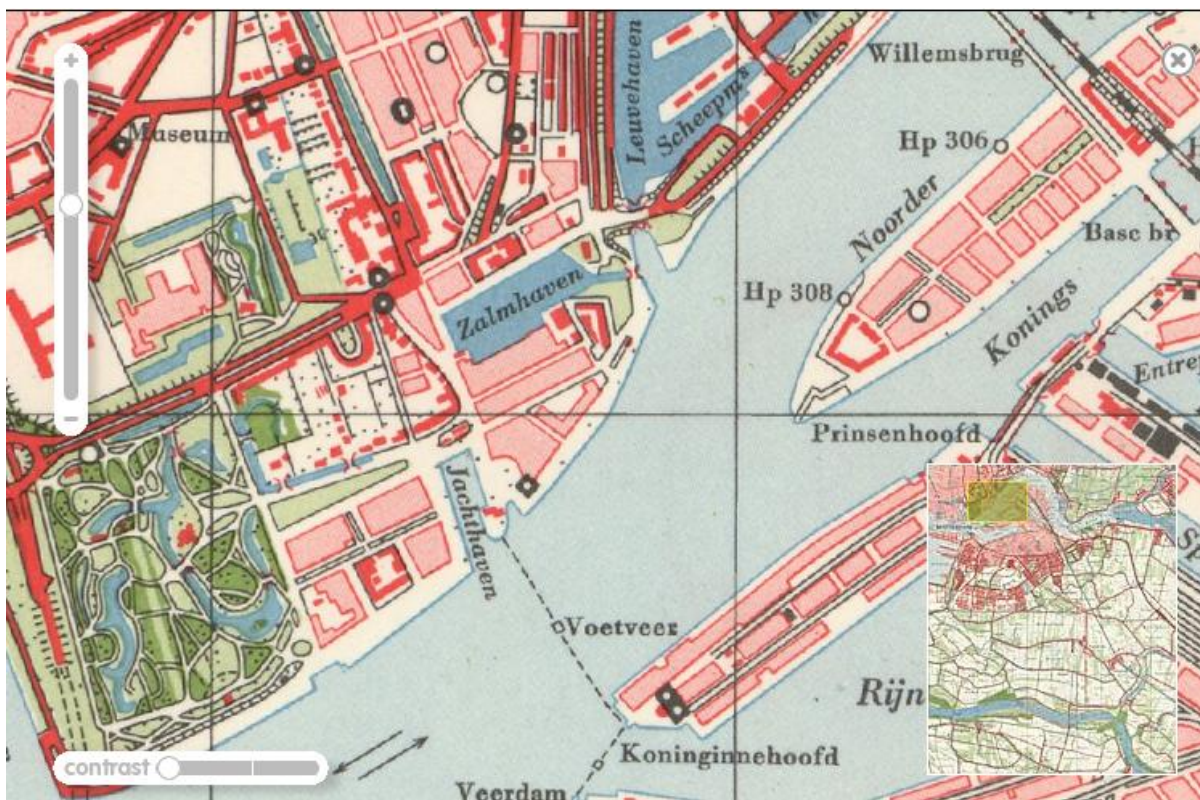 Willemsbrug
Leuvehaven
Scheepm's
Museum
Hp 306
Noorder
Basc br
Zalmhaven
Hp 308
Konings
Entrep
Prinsenhoofd
Jachthaven
Voetveer
Rijn
Koninginnehoofd
contrast
Veerdam